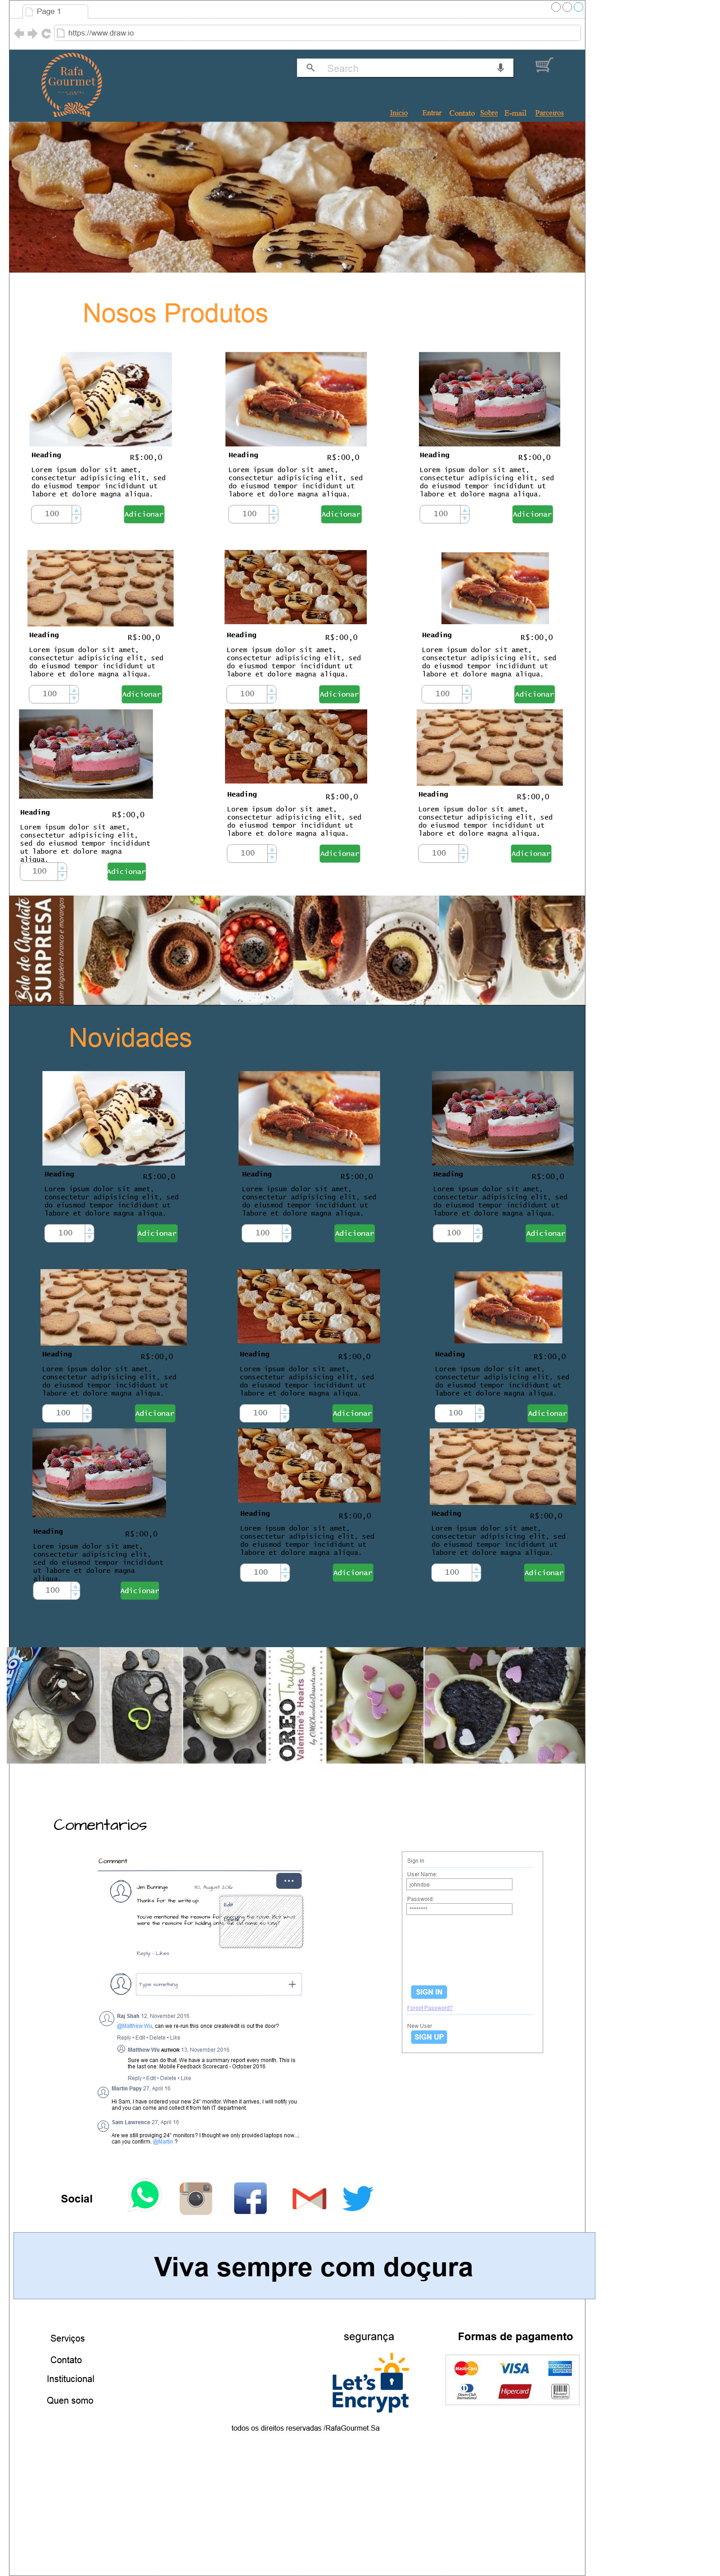 Page 1
https://www.draw.io
Rafa
Gourmet
Search
Inicio Entrar Contato Sobre E-mail Parceiros
Nosos Produtos
Heading R$:00,0
Lorem ipsum dolor sit amet,
consectetur adipisicing elit, sed
do eiusmod tempor incididunt ut
labore et dolore magna aliqua.
100 Adicionar
Heading R$:00,0
Lorem ipsum dolor sit amet,
consectetur adipisicing elit, sed
do eiusmod tempor incididunt ut
labore et dolore magna aliqua.
100 Adicionar
Heading R$:00,0
Lorem ipsum dolor sit amet,
consectetur adipisicing elit, sed
do eiusmod tempor incididunt ut
labore et dolore magna aliqua.
100 Adicionar
Heading R$:00,0
Lorem ipsum dolor sit amet,
consectetur adipisicing elit, sed
do eiusmod tempor incididunt ut
labore et dolore magna aliqua.
100 Adicionar
Heading R$:00,0
Lorem ipsum dolor sit amet,
consectetur adipisicing elit, sed
do eiusmod tempor incididunt ut
labore et dolore magna aliqua.
100 Adicionar
Heading R$:00,0
Lorem ipsum dolor sit amet,
consectetur adipisicing elit, sed
do eiusmod tempor incididunt ut
labore et dolore magna aliqua.
100 Adicionar
Heading R$:00,0
Lorem ipsum dolor sit amet,
consectetur adipisicing elit,
sed do eiusmod tempor incididunt
ut labore et dolore magna
aliqua.
100 Adicionar
Heading R$:00,0
Lorem ipsum dolor sit amet,
consectetur adipisicing elit, sed
do eiusmod tempor incididunt ut
labore et dolore magna aliqua.
100 Adicionar
Heading R$:00,0
Lorem ipsum dolor sit amet,
consectetur adipisicing elit, sed
do eiusmod tempor incididunt ut
labore et dolore magna aliqua.
100 Adicionar
Bolo de Chocolate
SURPRESA
com brigadeiro branco e morangos
Novidades
Heading R$:00,0
Lorem ipsum dolor sit amet,
consectetur adipisicing elit, sed
do eiusmod tempor incididunt ut
labore et dolore magna aliqua.
100 Adicionar
Heading R$:00,0
Lorem ipsum dolor sit amet,
consectetur adipisicing elit, sed
do eiusmod tempor incididunt ut
labore et dolore magna aliqua.
100 Adicionar
Heading R$:00,0
Lorem ipsum dolor sit amet,
consectetur adipisicing elit, sed
do eiusmod tempor incididunt ut
labore et dolore magna aliqua.
100 Adicionar
Heading R$:00,0
Lorem ipsum dolor sit amet,
consectetur adipisicing elit, sed
do eiusmod tempor incididunt ut
labore et dolore magna aliqua.
100 Adicionar
Heading R$:00,0
Lorem ipsum dolor sit amet,
consectetur adipisicing elit, sed
do eiusmod tempor incididunt ut
labore et dolore magna aliqua.
100 Adicionar
Heading R$:00,0
Lorem ipsum dolor sit amet,
consectetur adipisicing elit, sed
do eiusmod tempor incididunt ut
labore et dolore magna aliqua.
100 Adicionar
Heading R$:00,0
Lorem ipsum dolor sit amet,
consectetur adipisicing elit,
sed do eiusmod tempor incididunt
ut labore et dolore magna
aliqua.
100 Adicionar
Heading R$:00,0
Lorem ipsum dolor sit amet,
consectetur adipisicing elit, sed
do eiusmod tempor incididunt ut
labore et dolore magna aliqua.
100 Adicionar
Heading R$:00,0
Lorem ipsum dolor sit amet,
consectetur adipisicing elit, sed
do eiusmod tempor incididunt ut
labore et dolore magna aliqua.
100 Adicionar
OREO Truffles
Valentine's Hearts
by OMGChocolateDesserts.com
Comentarios
Comment
Jim Bunninge 30, August 2016
Thanks for the write-up.
You've mentioned the reasons for changing the name. But what
were the reasons for holding onto the old name so long?
Edit
Delete
Reply - Likes
Type something
Raj Shah 12, November 2016
@Matthew.Wu, can we re-run this once create/edit is out the door?
Reply • Edit • Delete • Like
Matthew Wu AUTHOR 13, November 2016
Sure we can do that. We have a summary report every month. This is
the last one: Mobile Feedback Scorecard - October 2016
Reply • Edit • Delete • Like
Martin Papy 27, April 16
Hi Sam, I have ordered your new 24" monitor. When it arrives, I will notify you
and you can come and collect it from teh IT department.
Sam Lawrence 27, April 16
Are we still proviging 24" monitors? I thought we only provided laptops now...;
can you confirm; @Martin ?
Sign In
User Name:
johndoe
Password:
********
SIGN IN
Forgot Password?
New User
SIGN UP
Social
Viva sempre com doçura
Serviços
Contato
Institucional
Quen somo
segurança
Let's
Encrypt
Formas de pagamento
MasterCard VISA AMERICAN EXPRESS
Diners Club International Hipercard
todos os direitos reservadas /RafaGourmet.Sa